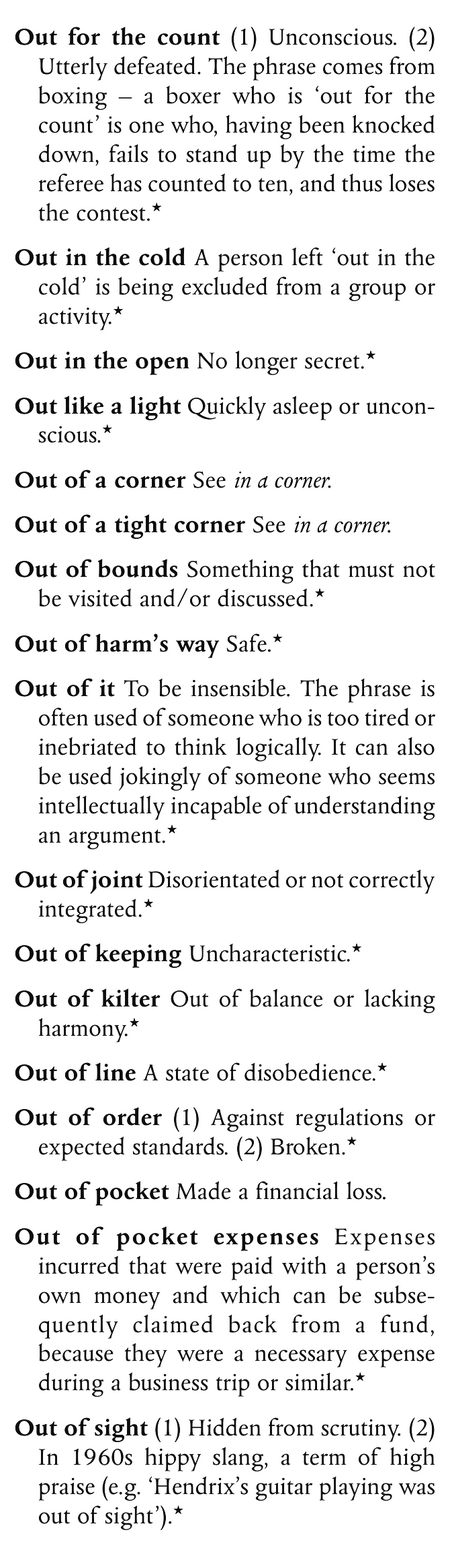 Out for the count (1) Unconscious. (2)
Utterly defeated. The phrase comes from
boxing – a boxer who is ‘out for the
count’ is one who, having been knocked
down, fails to stand up by the time the
referee has counted to ten, and thus loses
the contest.★
Out in the cold A person left ‘out in the
cold’ is being excluded from a group or
activity.★
Out in the open No longer secret.★
Out like a light Quickly asleep or uncon-
scious.★
Out of a corner See in a corner.
Out of a tight corner See in a corner.
Out of bounds Something that must not
be visited and/or discussed.★
Out of harm’s way Safe.★
Out of it To be insensible. The phrase is
often used of someone who is too tired or
inebriated to think logically. It can also
be used jokingly of someone who seems
intellectually incapable of understanding
an argument.★
Out of joint Disorientated or not correctly
integrated.★
Out of keeping Uncharacteristic.★
Out of kilter Out of balance or lacking
harmony.★
Out of line A state of disobedience.★
Out of order (1) Against regulations or
expected standards. (2) Broken.★
Out of pocket Made a financial loss.
Out of pocket expenses Expenses
incurred that were paid with a person’s
own money and which can be subse-
quently claimed back from a fund,
because they were a necessary expense
during a business trip or similar.★
Out of sight (1) Hidden from scrutiny. (2)
In 1960s hippy slang, a term of high
praise (e.g. ‘Hendrix’s guitar playing was
out of sight’).★